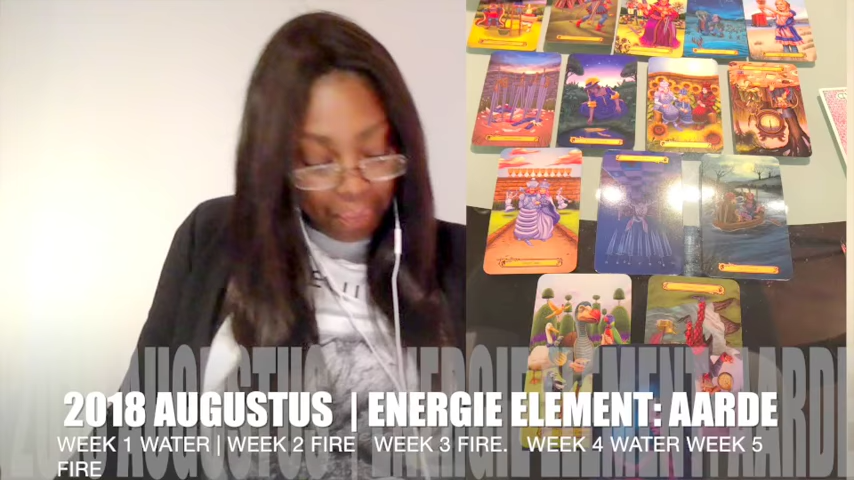 2018 AUGUSTUS | ENERGIE ELEMENT: AARDE
WEEK 1 WATER | WEEK 2 FIRE WEEK 3 FIRE. WEEK 4 WATER WEEK 5
FIRE